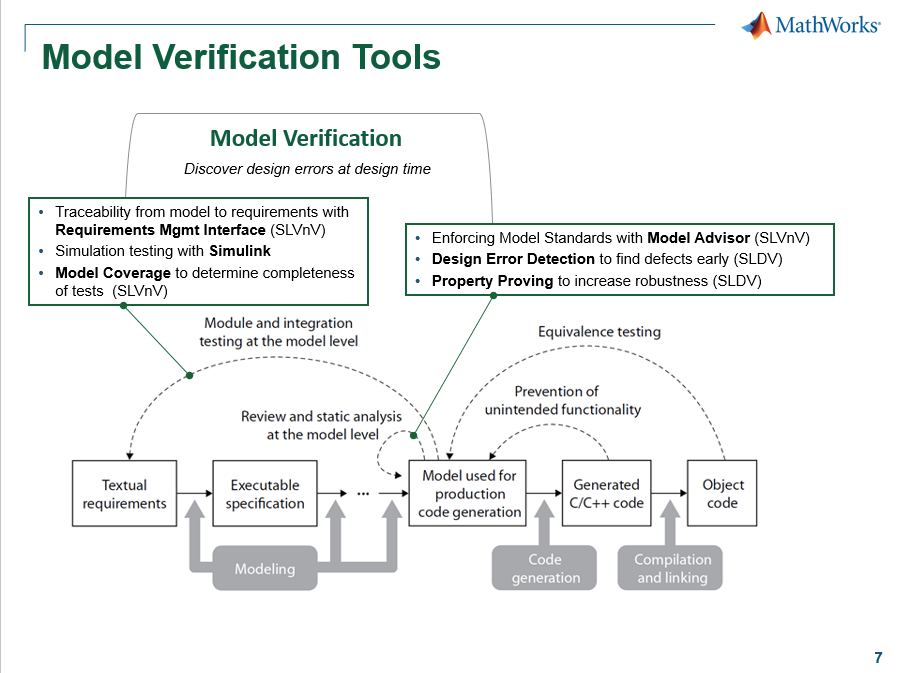 MathWorks®
Model Verification Tools
Model Verification
Discover design errors at design time
• Traceability from model to requirements with
Requirements Mgmt Interface (SLVnV)
• Simulation testing with Simulink
• Model Coverage to determine completeness
of tests (SLVnV)
• Enforcing Model Standards with Model Advisor (SLVnV)
• Design Error Detection to find defects early (SLDV)
• Property Proving to increase robustness (SLDV)
Module and integration
testing at the model level
Equivalence testing
Prevention of
unintended functionality
Review and static analysis
at the model level
Textual
requirements
Executable
specification
...
Model used for
production
code generation
Generated
C/C++ code
Object
code
Modeling
Code
generation
Compilation
and linking
7